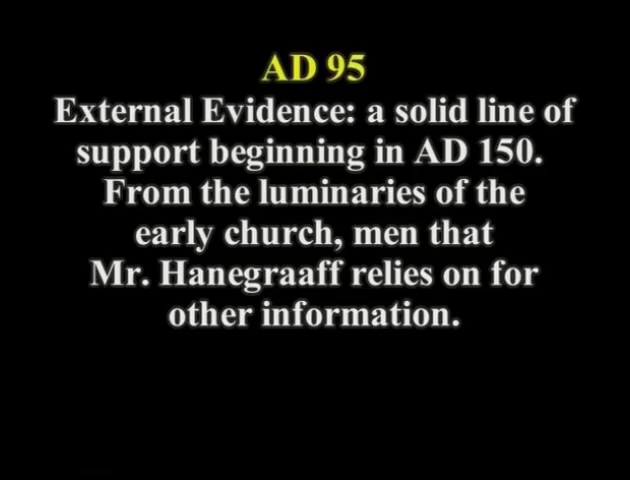 AD 95
External Evidence: a solid line of
support beginning in AD 150.
From the luminaries of the
early church, men that
Mr. Hanegraaff relies on for
other information.